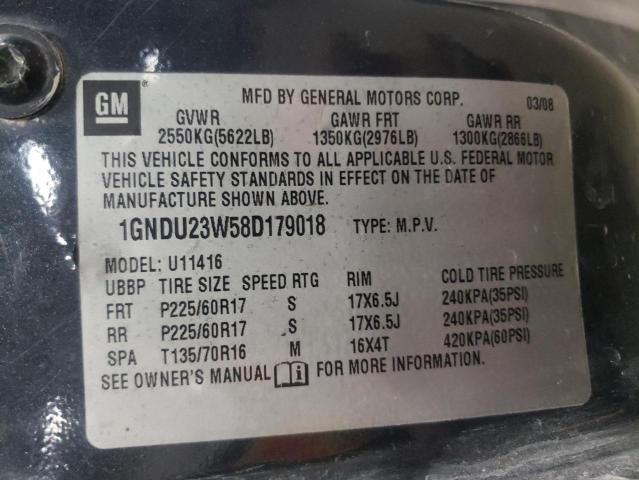 GM
MFD BY GENERAL MOTORS CORP. 03/08
GVWR GAWR FRT GAWR RR
2550KG(5622LB) 1350KG(2976LB) 1300KG(2866LB)
THIS VEHICLE CONFORMS TO ALL APPLICABLE U.S. FEDERAL MOTOR
VEHICLE SAFETY STANDARDS IN EFFECT ON THE DATE OF
MANUFACTURE SHOWN ABOVE.
1GNDU23W58D179018 TYPE: M.P.V.
MODEL: U11416
UBBP TIRE SIZE SPEED RTG RIM COLD TIRE PRESSURE
FRT P225/60R17 S 17X6.5J 240KPA(35PSI)
RR P225/60R17 S 17X6.5J 240KPA(35PSI)
SPA T135/70R16 M 16X4T 420KPA(60PSI)
SEE OWNER'S MANUAL FOR MORE INFORMATION.